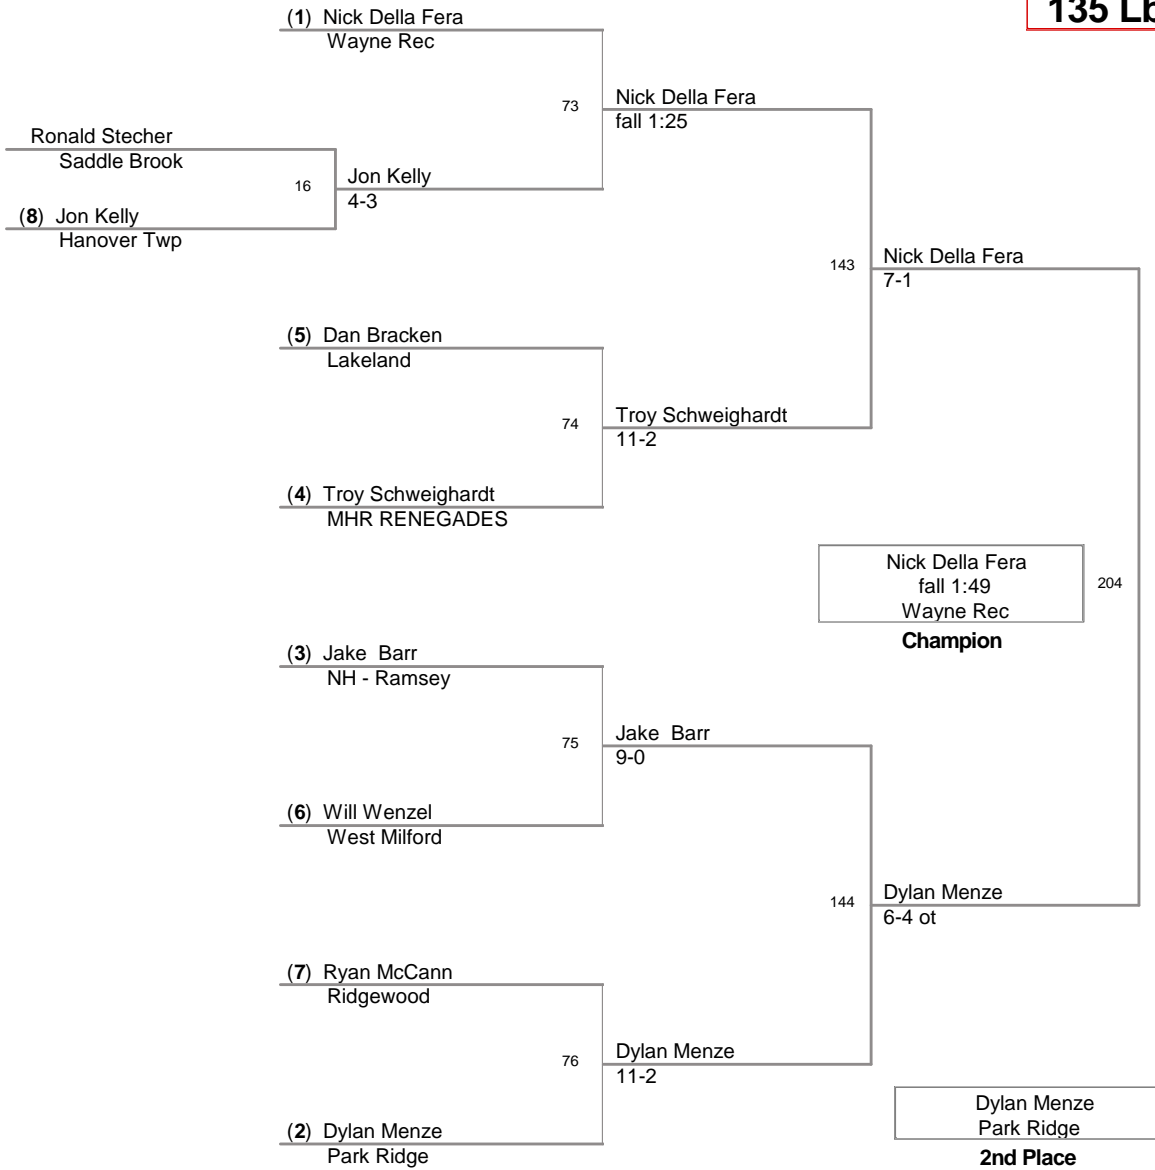 135 Lb
(1) Nick Della Fera
Wayne Rec
73
Nick Della Fera
fall 1:25
Ronald Stecher
Saddle Brook
16
Jon Kelly
4-3
(8) Jon Kelly
Hanover Twp
143
Nick Della Fera
7-1
(5) Dan Bracken
Lakeland
74
Troy Schweighardt
11-2
(4) Troy Schweighardt
MHR RENEGADES
Nick Della Fera
fall 1:49
Wayne Rec
204
Champion
(3) Jake Barr
NH - Ramsey
75
Jake Barr
9-0
(6) Will Wenzel
West Milford
144
Dylan Menze
6-4 ot
(7) Ryan McCann
Ridgewood
76
Dylan Menze
11-2
(2) Dylan Menze
Park Ridge
Dylan Menze
Park Ridge
2nd Place